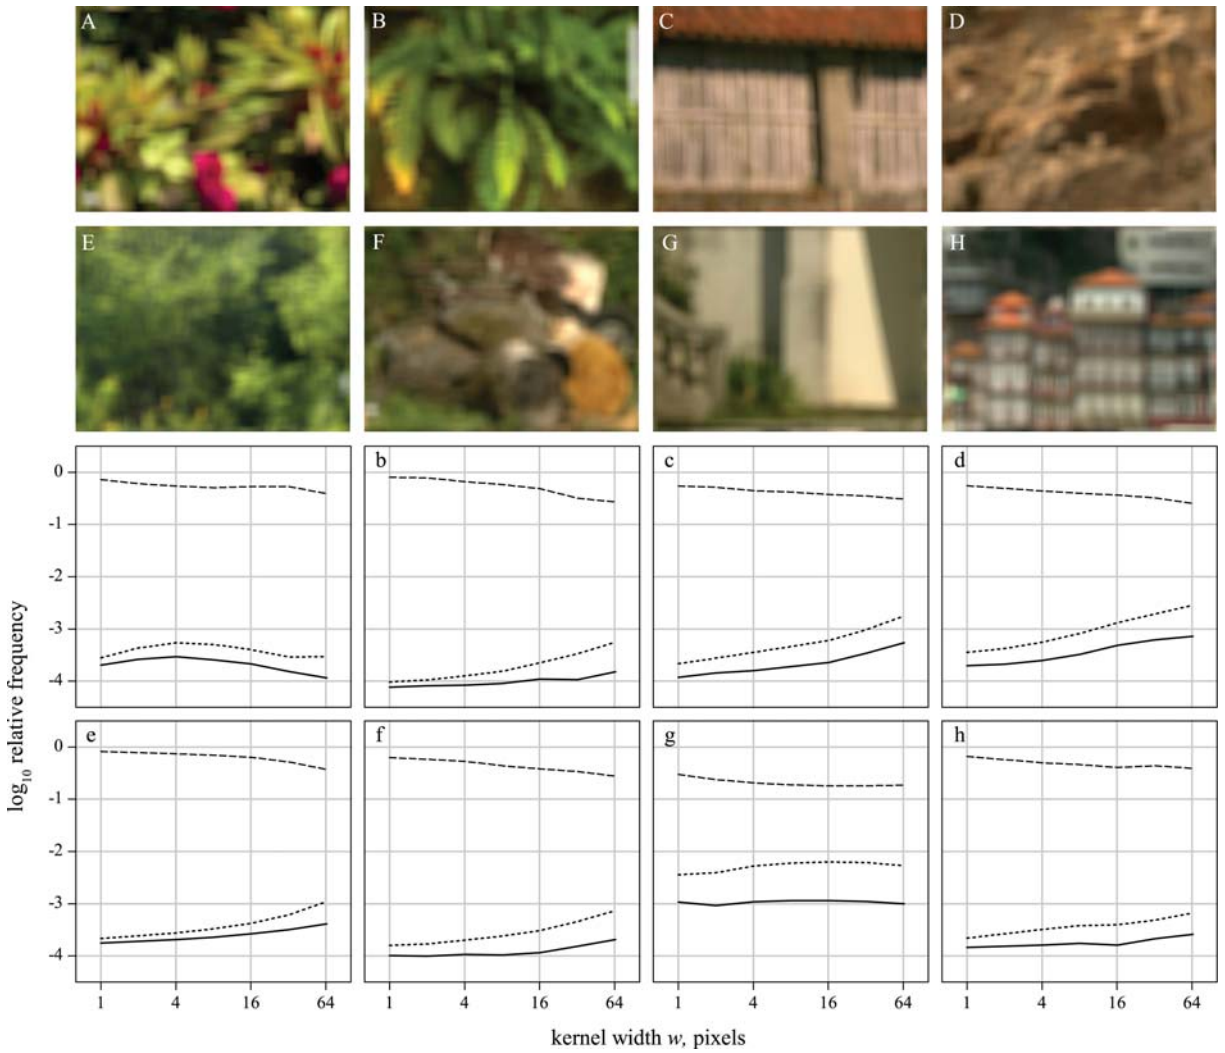 A B C D
E F G H
b c d
0
-1
-2
-3
-4
e f g h
0
-1
-2
-3
-4
log10 relative frequency
1 4 16 64 1 4 16 64 1 4 16 64 1 4 16 64
kernel width w, pixels